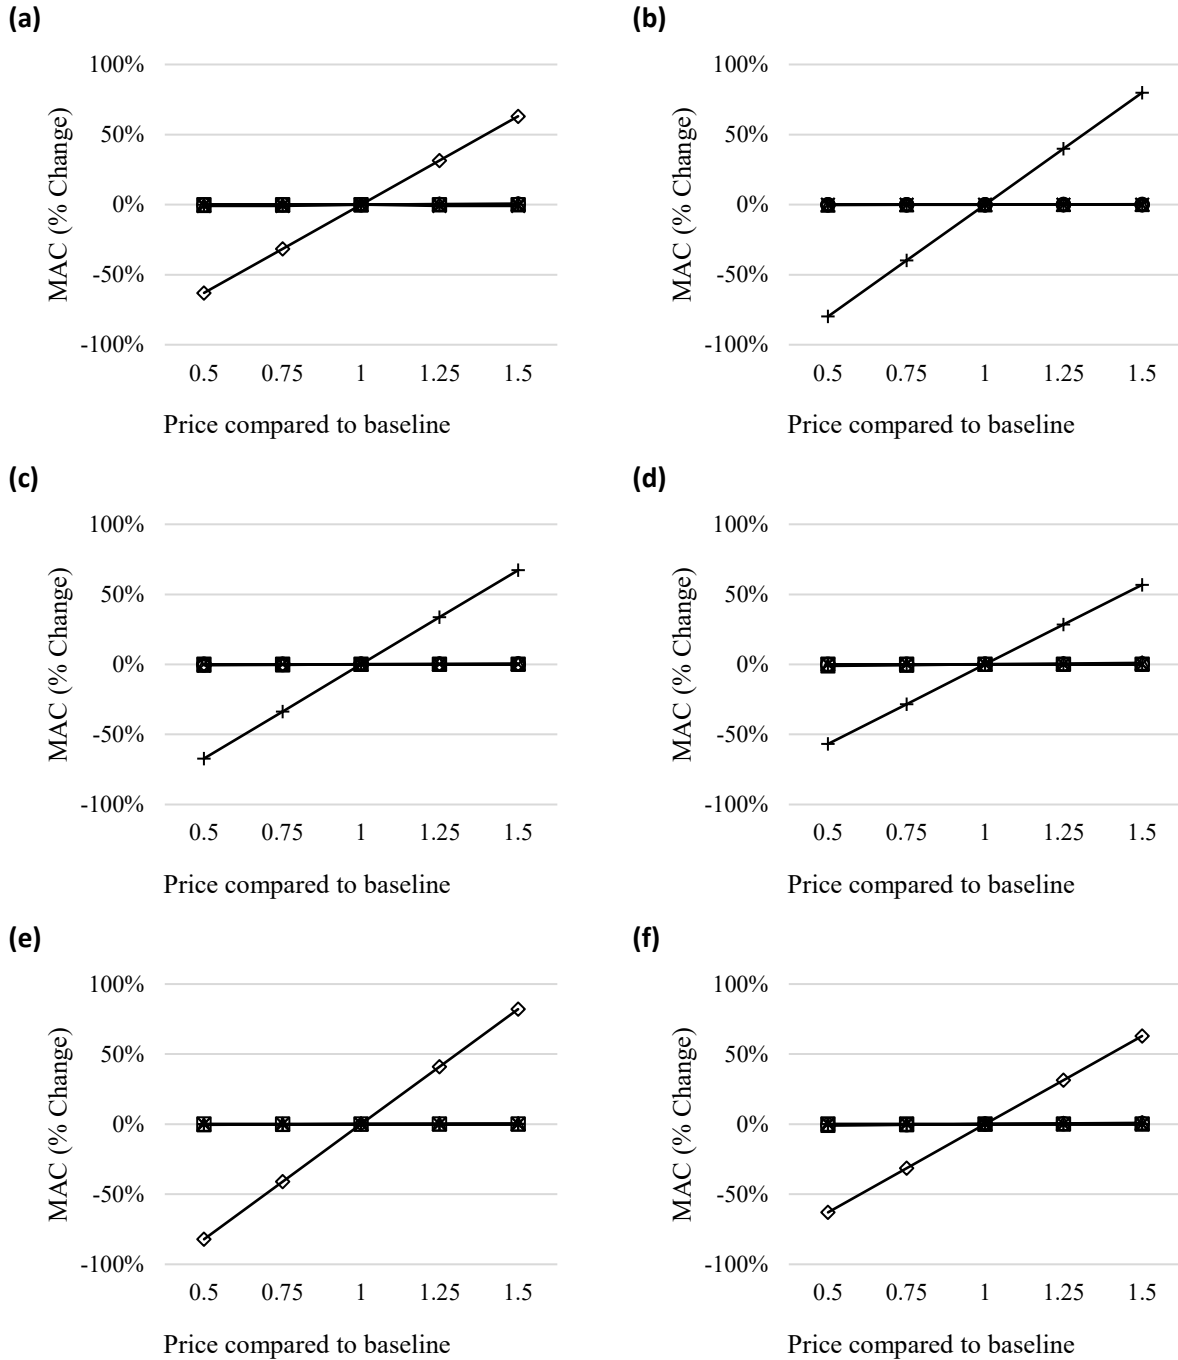 (a)
100%
50%
0%
-50%
-100%
MAC (% Change)
0.5 0.75 1 1.25 1.5
Price compared to baseline
(b)
100%
50%
0%
-50%
-100%
MAC (% Change)
0.5 0.75 1 1.25 1.5
Price compared to baseline
(c)
100%
50%
0%
-50%
-100%
MAC (% Change)
0.5 0.75 1 1.25 1.5
Price compared to baseline
(d)
100%
50%
0%
-50%
-100%
MAC (% Change)
0.5 0.75 1 1.25 1.5
Price compared to baseline
(e)
100%
50%
0%
-50%
-100%
MAC (% Change)
0.5 0.75 1 1.25 1.5
Price compared to baseline
(f)
100%
50%
0%
-50%
-100%
MAC (% Change)
0.5 0.75 1 1.25 1.5
Price compared to baseline